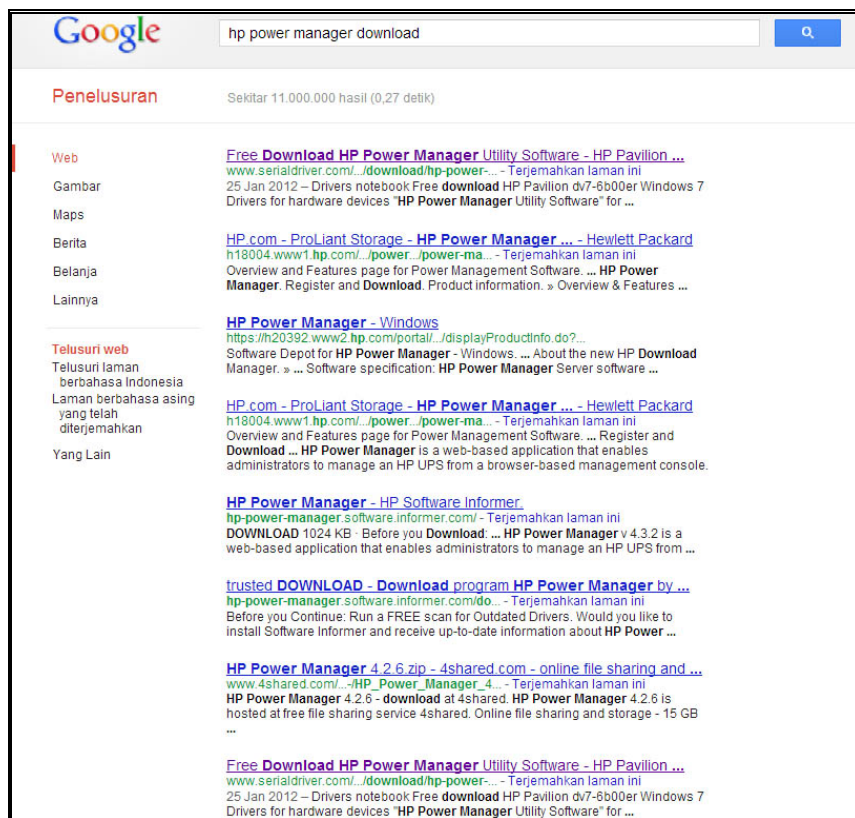 Google
hp power manager download
Penelusuran
Sekitar 11.000.000 hasil (0,27 detik)
Web
Gambar
Maps
Berita
Belanja
Lainnya
Telusuri web
Telusuri laman
berbahasa Indonesia
Laman berbahasa asing
yang telah
diterjemahkan
Yang Lain
Free Download HP Power Manager Utility Software - HP Pavilion ...
www.serialdriver.com/.../download/hp-power-... - Terjemahkan laman ini
25 Jan 2012 – Drivers notebook Free download HP Pavilion dv7-6b00er Windows 7
Drivers for hardware devices "HP Power Manager Utility Software" for ...
HP.com - ProLiant Storage - HP Power Manager ... - Hewlett Packard
h18004.www1.hp.com/.../power.../power-ma... - Terjemahkan laman ini
Overview and Features page for Power Management Software. ... HP Power
Manager. Register and Download. Product information. » Overview & Features ...
HP Power Manager - Windows
https://h20392.www2.hp.com/portal/.../displayProductInfo.do?...
Software Depot for HP Power Manager - Windows. ... About the new HP Download
Manager. » ... Software specification: HP Power Manager Server software ...
HP.com - ProLiant Storage - HP Power Manager ... - Hewlett Packard
h18004.www1.hp.com/.../power.../power-ma... - Terjemahkan laman ini
Overview and Features page for Power Management Software. ... Register and
Download ... HP Power Manager is a web-based application that enables
administrators to manage an HP UPS from a browser-based management console.
HP Power Manager - HP Software Informer.
hp-power-manager.software.informer.com/ - Terjemahkan laman ini
DOWNLOAD 1024 KB · Before you Download: ... HP Power Manager v 4.3.2 is a
web-based application that enables administrators to manage an HP UPS from ...
trusted DOWNLOAD - Download program HP Power Manager by ...
hp-power-manager.software.informer.com/do... - Terjemahkan laman ini
Before you Continue: Run a FREE scan for Outdated Drivers. Would you like to
install Software Informer and receive up-to-date information about HP Power ...
HP Power Manager 4.2.6.zip - 4shared.com - online file sharing and ...
www.4shared.com/...-/HP_Power_Manager_4... - Terjemahkan laman ini
HP Power Manager 4.2.6 - download at 4shared. HP Power Manager 4.2.6 is
hosted at free file sharing service 4shared. Online file sharing and storage - 15 GB
...
Free Download HP Power Manager Utility Software - HP Pavilion ...
www.serialdriver.com/.../download/hp-power-... - Terjemahkan laman ini
25 Jan 2012 – Drivers notebook Free download HP Pavilion dv7-6b00er Windows 7
Drivers for hardware devices "HP Power Manager Utility Software" for ...